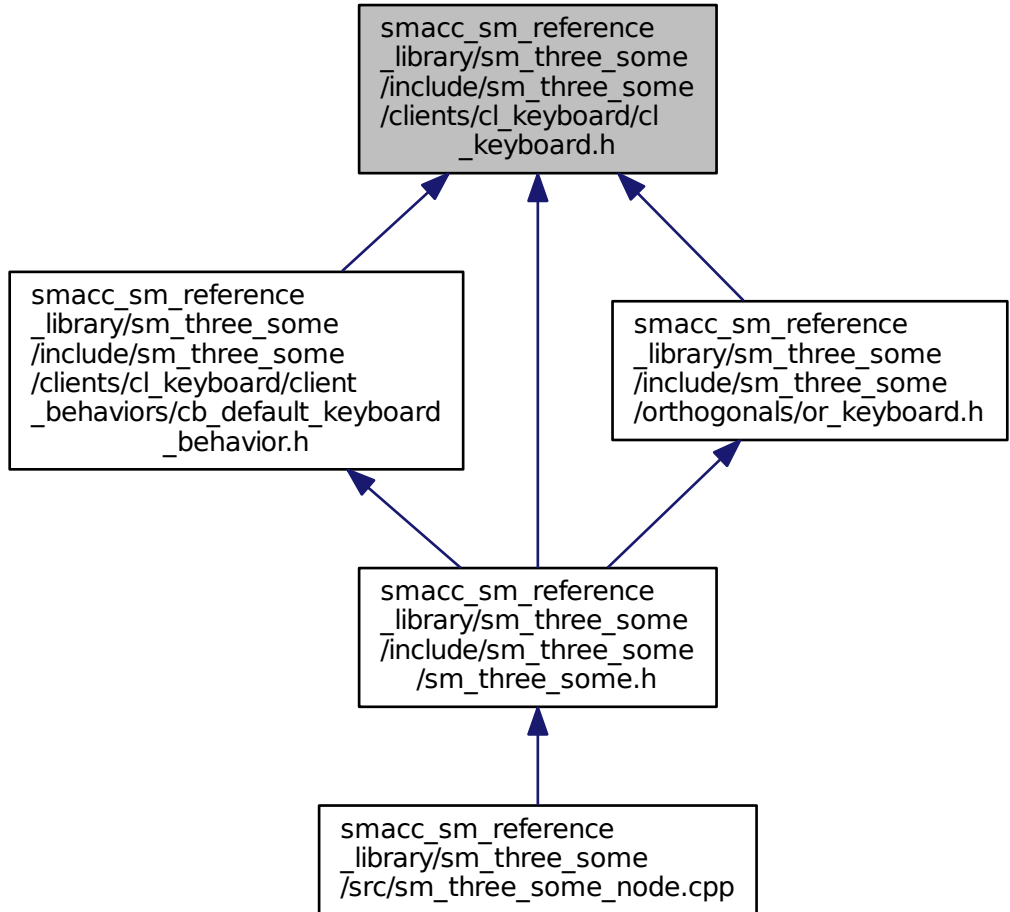 smacc_sm_reference
_library/sm_three_some
/include/sm_three_some
/clients/cl_keyboard/cl
_keyboard.h
smacc_sm_reference
_library/sm_three_some
/include/sm_three_some
/clients/cl_keyboard/client
_behaviors/cb_default_keyboard
_behavior.h
smacc_sm_reference
_library/sm_three_some
/include/sm_three_some
/orthogonals/or_keyboard.h
smacc_sm_reference
_library/sm_three_some
/include/sm_three_some
/sm_three_some.h
smacc_sm_reference
_library/sm_three_some
/src/sm_three_some_node.cpp